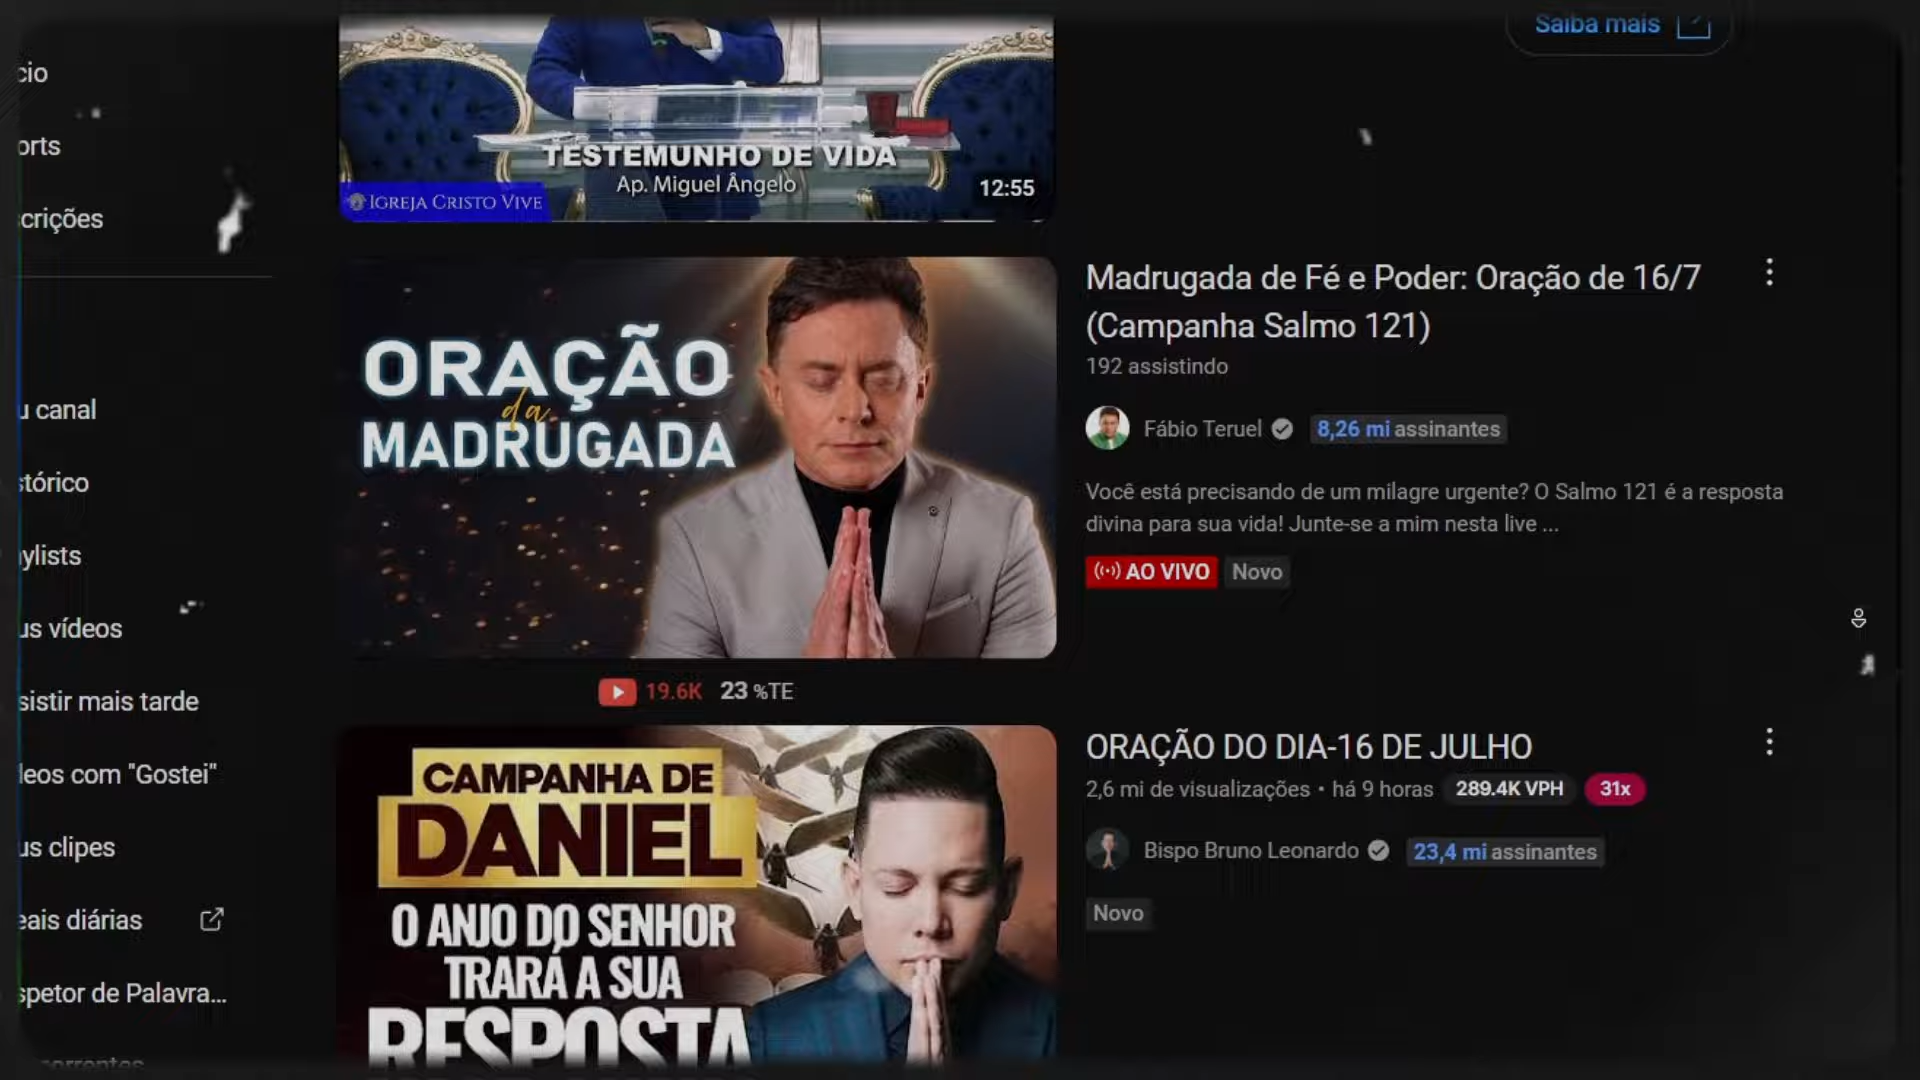 Saiba mais
cio
orts
scrições
u canal
stórico
ylists
us vídeos
sistir mais tarde
leos com "Gostei"
us clipes
eais diárias
spetor de Palavra...
TESTEMUNHO DE VIDA
Ap. Miguel Ângelo
IGREJA CRISTO VIVE
12:55
ORAÇÃO
da
MADRUGADA
Madrugada de Fé e Poder: Oração de 16/7
(Campanha Salmo 121)
192 assistindo
Fábio Teruel 8,26 mi assinantes
Você está precisando de um milagre urgente? O Salmo 121 é a resposta
divina para sua vida! Junte-se a mim nesta live ...
AO VIVO Novo
19.6K 23 %TE
CAMPANHA DE
DANIEL
O ANJO DO SENHOR
TRARÁ A SUA
RESPOSTA
ORAÇÃO DO DIA-16 DE JULHO
2,6 mi de visualizações • há 9 horas 289.4K VPH 31x
Bispo Bruno Leonardo 23,4 mi assinantes
Novo